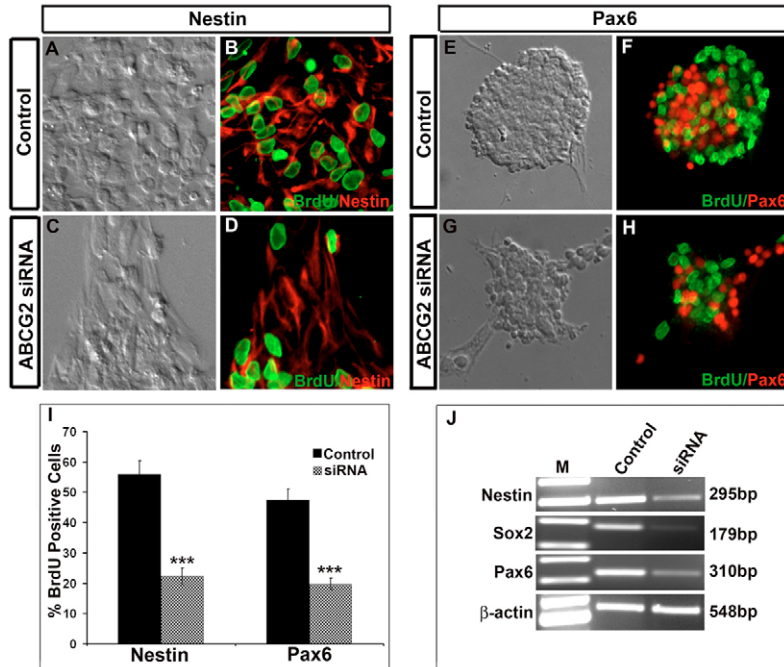 Nestin
Pax6
Control
A
B
BrdU/Nestin
Control
E
F
BrdU/Pax6
ABCG2 siRNA
C
D
BrdU/Nestin
ABCG2 siRNA
G
H
BrdU/Pax6
I
% BrdU Positive Cells
70
60
50
40
30
20
10
0
Control
siRNA
***
***
Nestin
Pax6
J
M
Control
siRNA
Nestin
295bp
Sox2
179bp
Pax6
310bp
β-actin
548bp